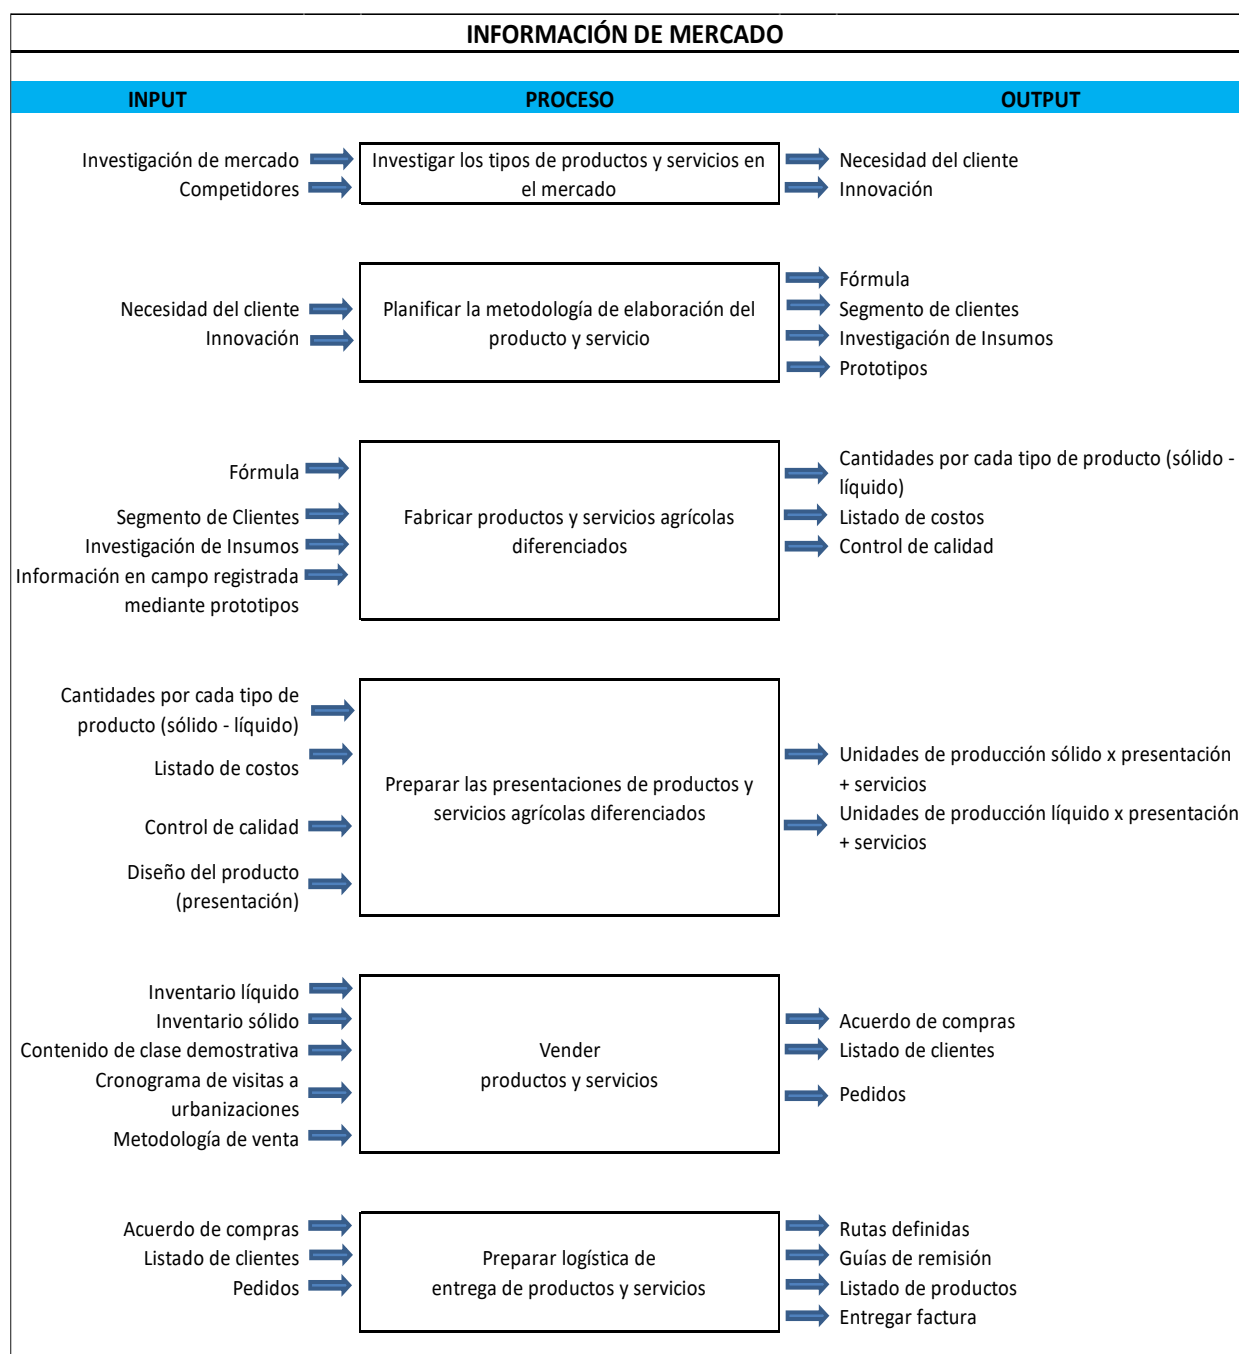 INFORMACIÓN DE MERCADO
INPUT
PROCESO
OUTPUT
Investigación de mercado
Competidores
Investigar los tipos de productos y servicios en
el mercado
Necesidad del cliente
Innovación
Necesidad del cliente
Innovación
Planificar la metodología de elaboración del
producto y servicio
Fórmula
Segmento de clientes
Investigación de Insumos
Prototipos
Fórmula
Segmento de Clientes
Investigación de Insumos
Información en campo registrada
mediante prototipos
Fabricar productos y servicios agrícolas
diferenciados
Cantidades por cada tipo de producto (sólido -
líquido)
Listado de costos
Control de calidad
Cantidades por cada tipo de
producto (sólido - líquido)
Listado de costos
Control de calidad
Diseño del producto
(presentación)
Preparar las presentaciones de productos y
servicios agrícolas diferenciados
Unidades de producción sólido x presentación
+ servicios
Unidades de producción líquido x presentación
+ servicios
Inventario líquido
Inventario sólido
Contenido de clase demostrativa
Cronograma de visitas a
urbanizaciones
Metodología de venta
Vender
productos y servicios
Acuerdo de compras
Listado de clientes
Pedidos
Acuerdo de compras
Listado de clientes
Pedidos
Preparar logística de
entrega de productos y servicios
Rutas definidas
Guías de remisión
Listado de productos
Entregar factura